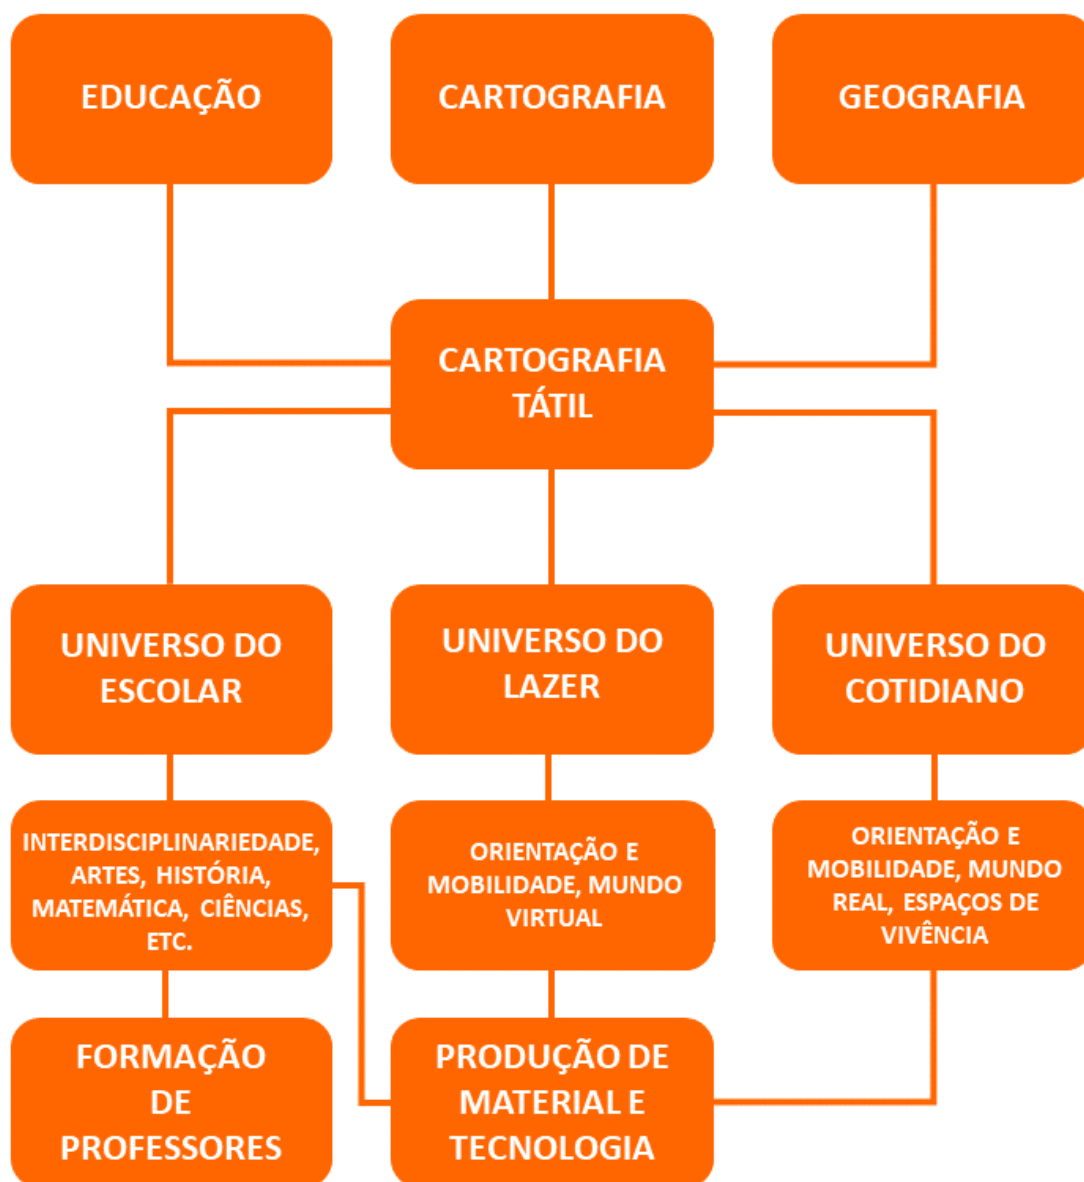 EDUCAÇÃO
CARTOGRAFIA
GEOGRAFIA
CARTOGRAFIA
TÁTIL
UNIVERSO DO
ESCOLAR
UNIVERSO DO
LAZER
UNIVERSO DO
COTIDIANO
INTERDISCIPLINARIEDADE,
ARTES, HISTÓRIA,
MATEMÁTICA, CIÊNCIAS,
ETC.
ORIENTAÇÃO E
MOBILIDADE, MUNDO
VIRTUAL
ORIENTAÇÃO E
MOBILIDADE, MUNDO
REAL, ESPAÇOS DE
VIVÊNCIA
FORMAÇÃO
DE
PROFESSORES
PRODUÇÃO DE
MATERIAL E
TECNOLOGIA